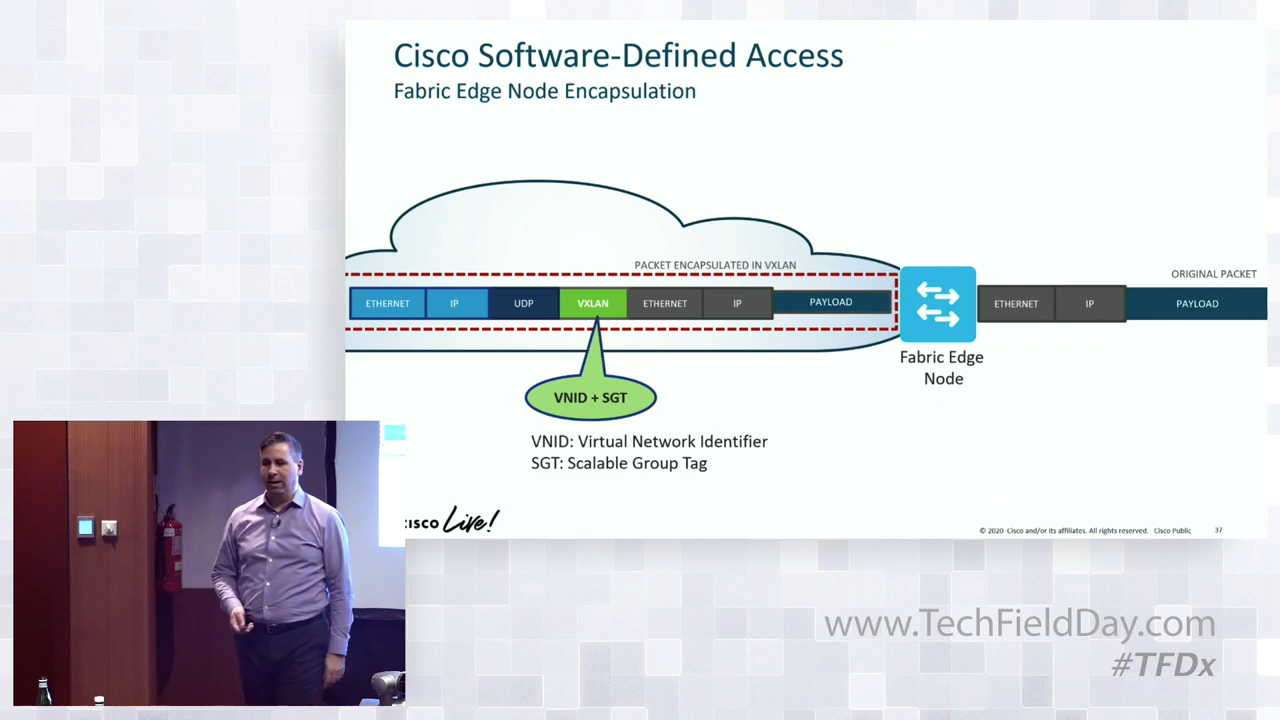 Cisco Software-Defined Access
Fabric Edge Node Encapsulation
PACKET ENCAPSULATED IN VXLAN
ORIGINAL PACKET
ETHERNET IP UDP VXLAN ETHERNET IP PAYLOAD
ETHERNET IP PAYLOAD
Fabric Edge
Node
VNID + SGT
VNID: Virtual Network Identifier
SGT: Scalable Group Tag
cisco Live!
© 2020 Cisco and/or its affiliates. All rights reserved. Cisco Public 37
www.TechFieldDay.com
#TFDx